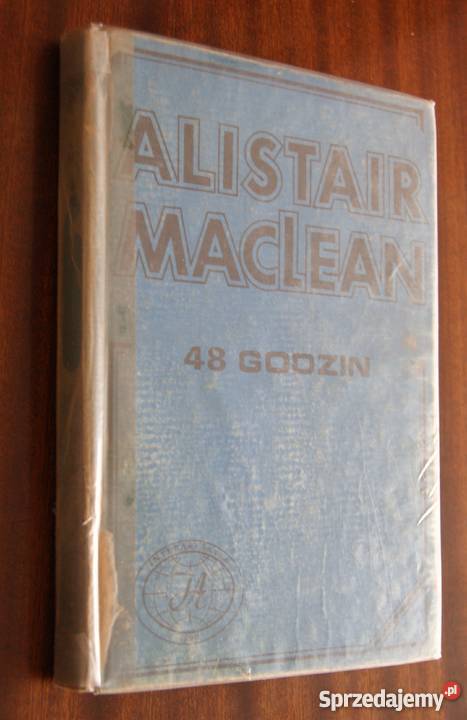 ALISTAIR
MACLEAN
48 GODZIN
Sprzedajemy.pl